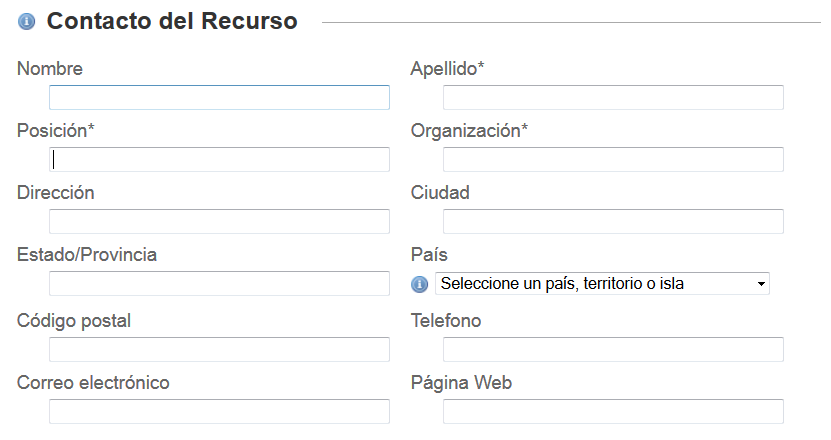 Contacto del Recurso
Nombre Apellido*
Posición* Organización*
Dirección Ciudad
Estado/Provincia País
Seleccione un país, territorio o isla
Código postal Telefono
Correo electrónico Página Web